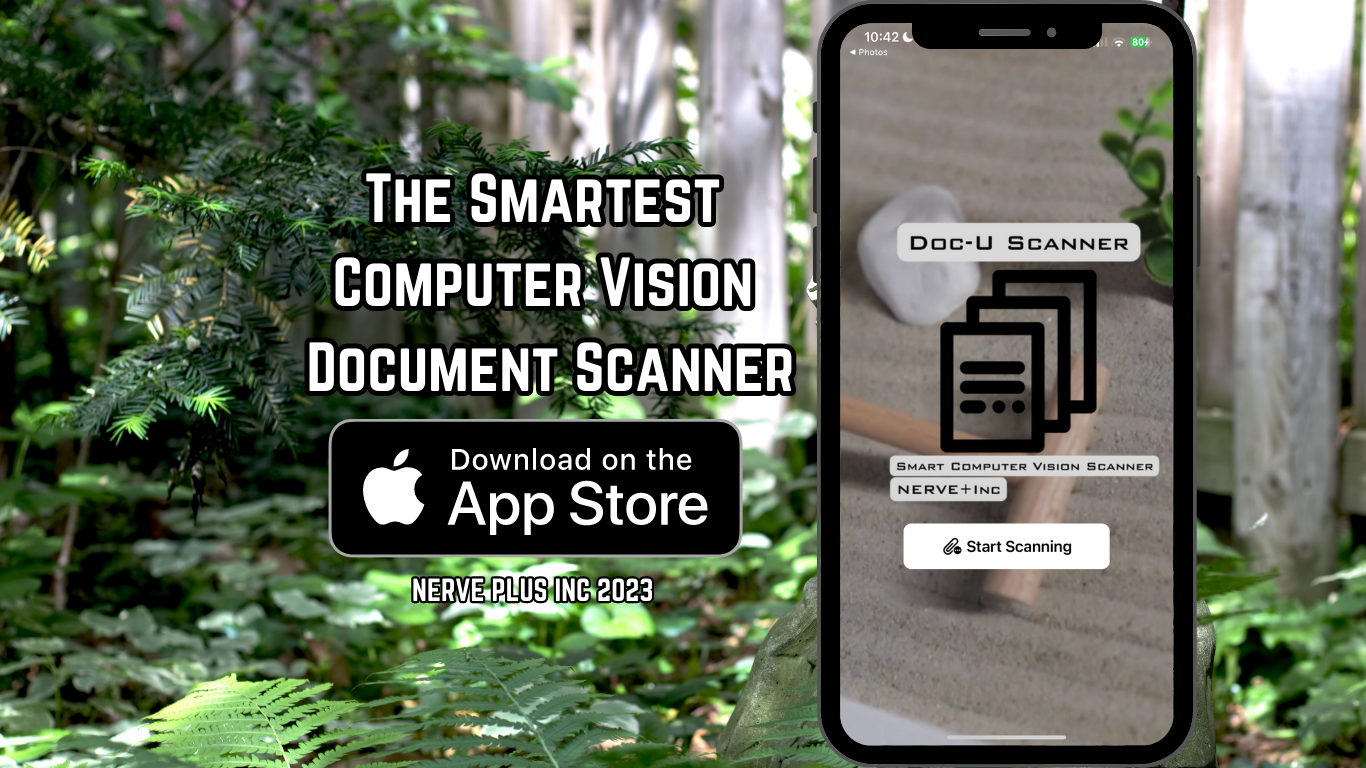 The Smartest
Computer Vision
Document Scanner
Download on the
App Store
NERVE PLUS INC 2023
10:42
◀ Photos
80
Doc-U Scanner
Smart Computer Vision Scanner
NERVE+Inc
Start Scanning